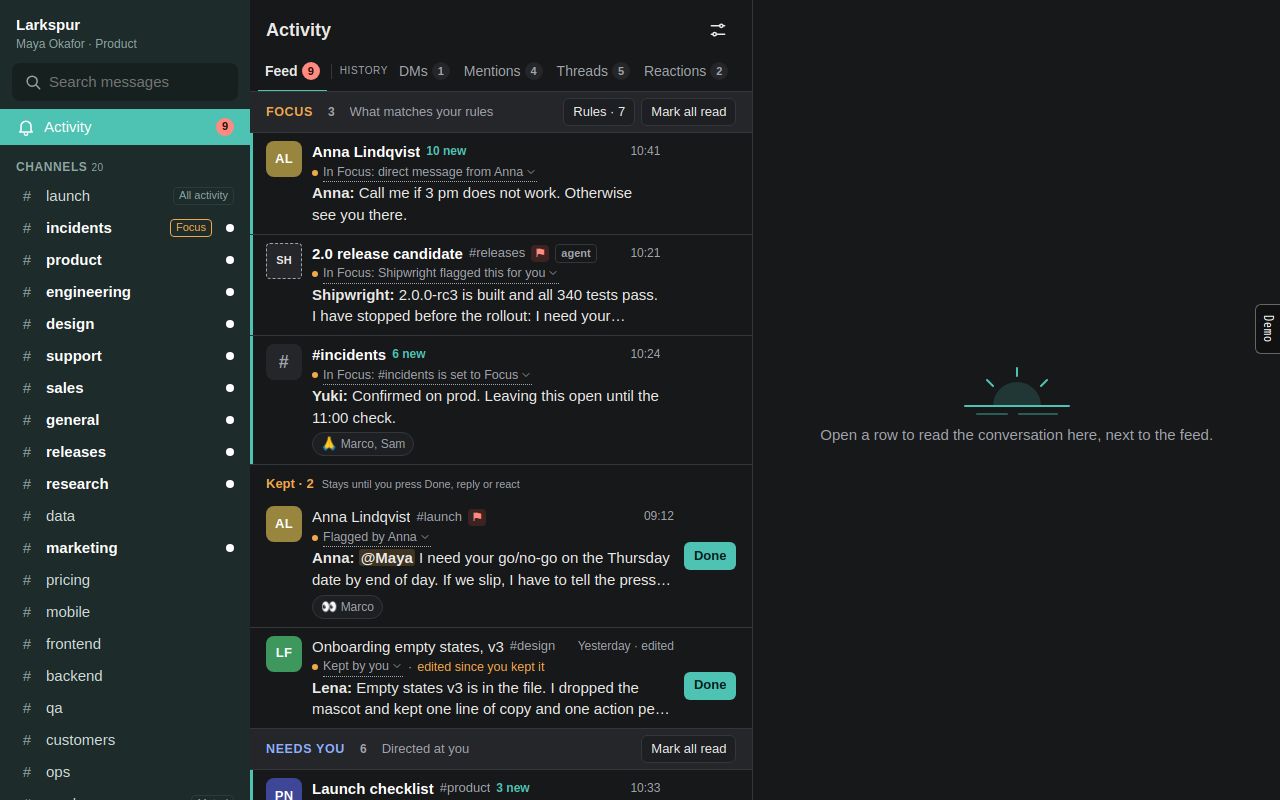 Larkspur
Maya Okafor · Product
Search messages
Activity 9
CHANNELS 20
# launch All activity
# incidents Focus
# product
# engineering
# design
# support
# sales
# general
# releases
# research
# data
# marketing
# pricing
# mobile
# frontend
# backend
# qa
# customers
# ops
Activity
Feed 9 HISTORY DMs 1 Mentions 4 Threads 5 Reactions 2
FOCUS 3 What matches your rules Rules · 7 Mark all read
AL Anna Lindqvist 10 new 10:41
In Focus: direct message from Anna
Anna: Call me if 3 pm does not work. Otherwise
see you there.
SH 2.0 release candidate #releases agent 10:21
In Focus: Shipwright flagged this for you
Shipwright: 2.0.0-rc3 is built and all 340 tests pass.
I have stopped before the rollout: I need your…
# #incidents 6 new 10:24
In Focus: #incidents is set to Focus
Yuki: Confirmed on prod. Leaving this open until the
11:00 check.
🙏 Marco, Sam
Kept · 2 Stays until you press Done, reply or react
AL Anna Lindqvist #launch 09:12
Flagged by Anna
Anna: @Maya I need your go/no-go on the Thursday
date by end of day. If we slip, I have to tell the press…
Done
👀 Marco
LF Onboarding empty states, v3 #design Yesterday · edited
Kept by you · edited since you kept it
Lena: Empty states v3 is in the file. I dropped the
mascot and kept one line of copy and one action pe…
Done
NEEDS YOU 6 Directed at you Mark all read
PN Launch checklist #product 3 new 10:33
Open a row to read the conversation here, next to the feed.
Demo